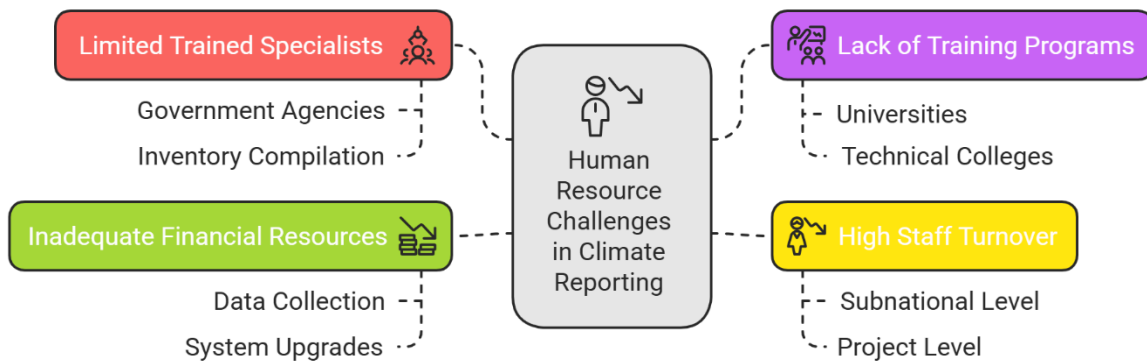 Limited Trained Specialists
Government Agencies
Inventory Compilation
Inadequate Financial Resources
Data Collection
System Upgrades
Human
Resource
Challenges
in Climate
Reporting
Lack of Training Programs
Universities
Technical Colleges
High Staff Turnover
Subnational Level
Project Level